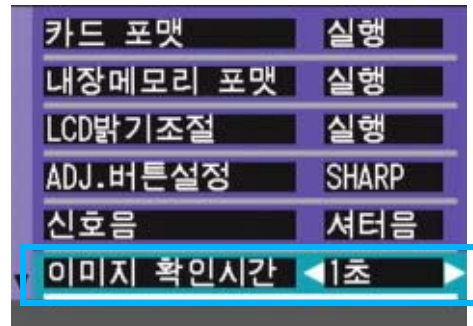 카드 포맷 실행
내장메모리 포맷 실행
LCD밝기조절 실행
ADJ.버튼설정 SHARP
신호음 셔터음
이미지 확인시간 1초